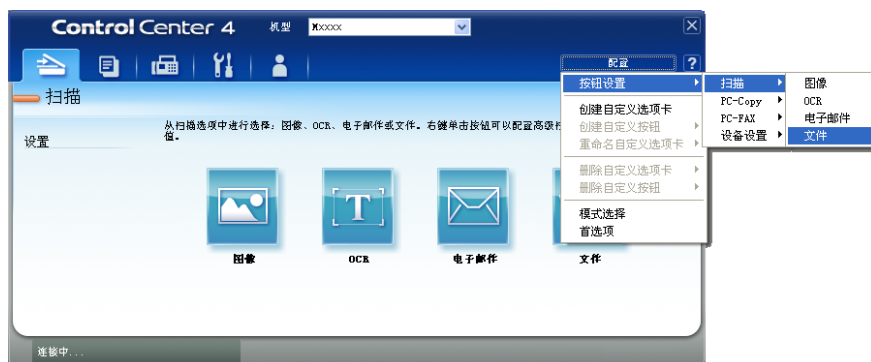 Control Center 4 机型 Xxxxx
配置 ?
扫描
从扫描选项中进行选择：图像、OCR、电子邮件或文件。右键单击按钮可以配置高级
值。
设置
图像 OCR 电子邮件 文件
按钮设置
创建自定义选项卡
创建自定义按钮
重命名自定义选项卡
删除自定义选项卡
删除自定义按钮
模式选择
首选项
扫描
PC-Copy
PC-FAX
设备设置
图像
OCR
电子邮件
文件
连接中...